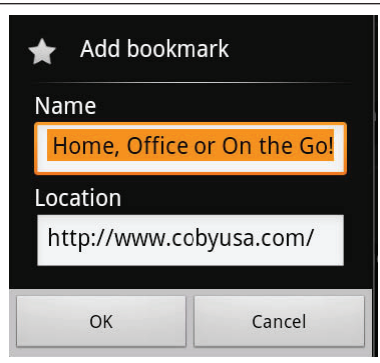 Add bookmark
Name
Home, Office or On the Go!
Location
http://www.cobyusa.com/
OK Cancel